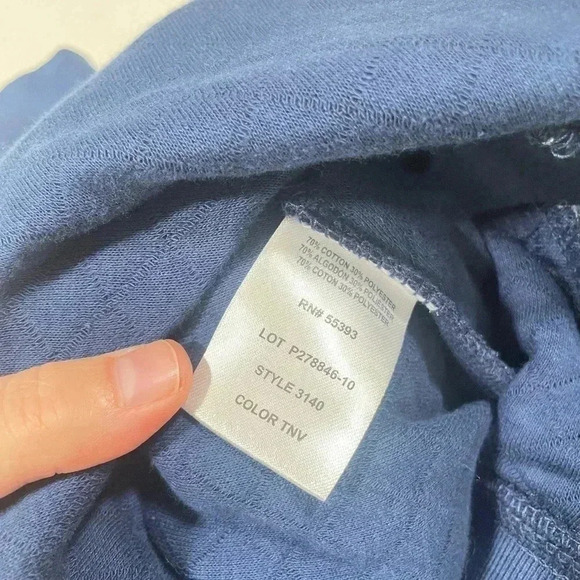 70% COTTON 30% POLYESTER
70% ALGODON 30% POLIESTER
70% COTON 30% POLYESTER
RN# 55393
LOT P278846-10
STYLE 3140
COLOR TNV